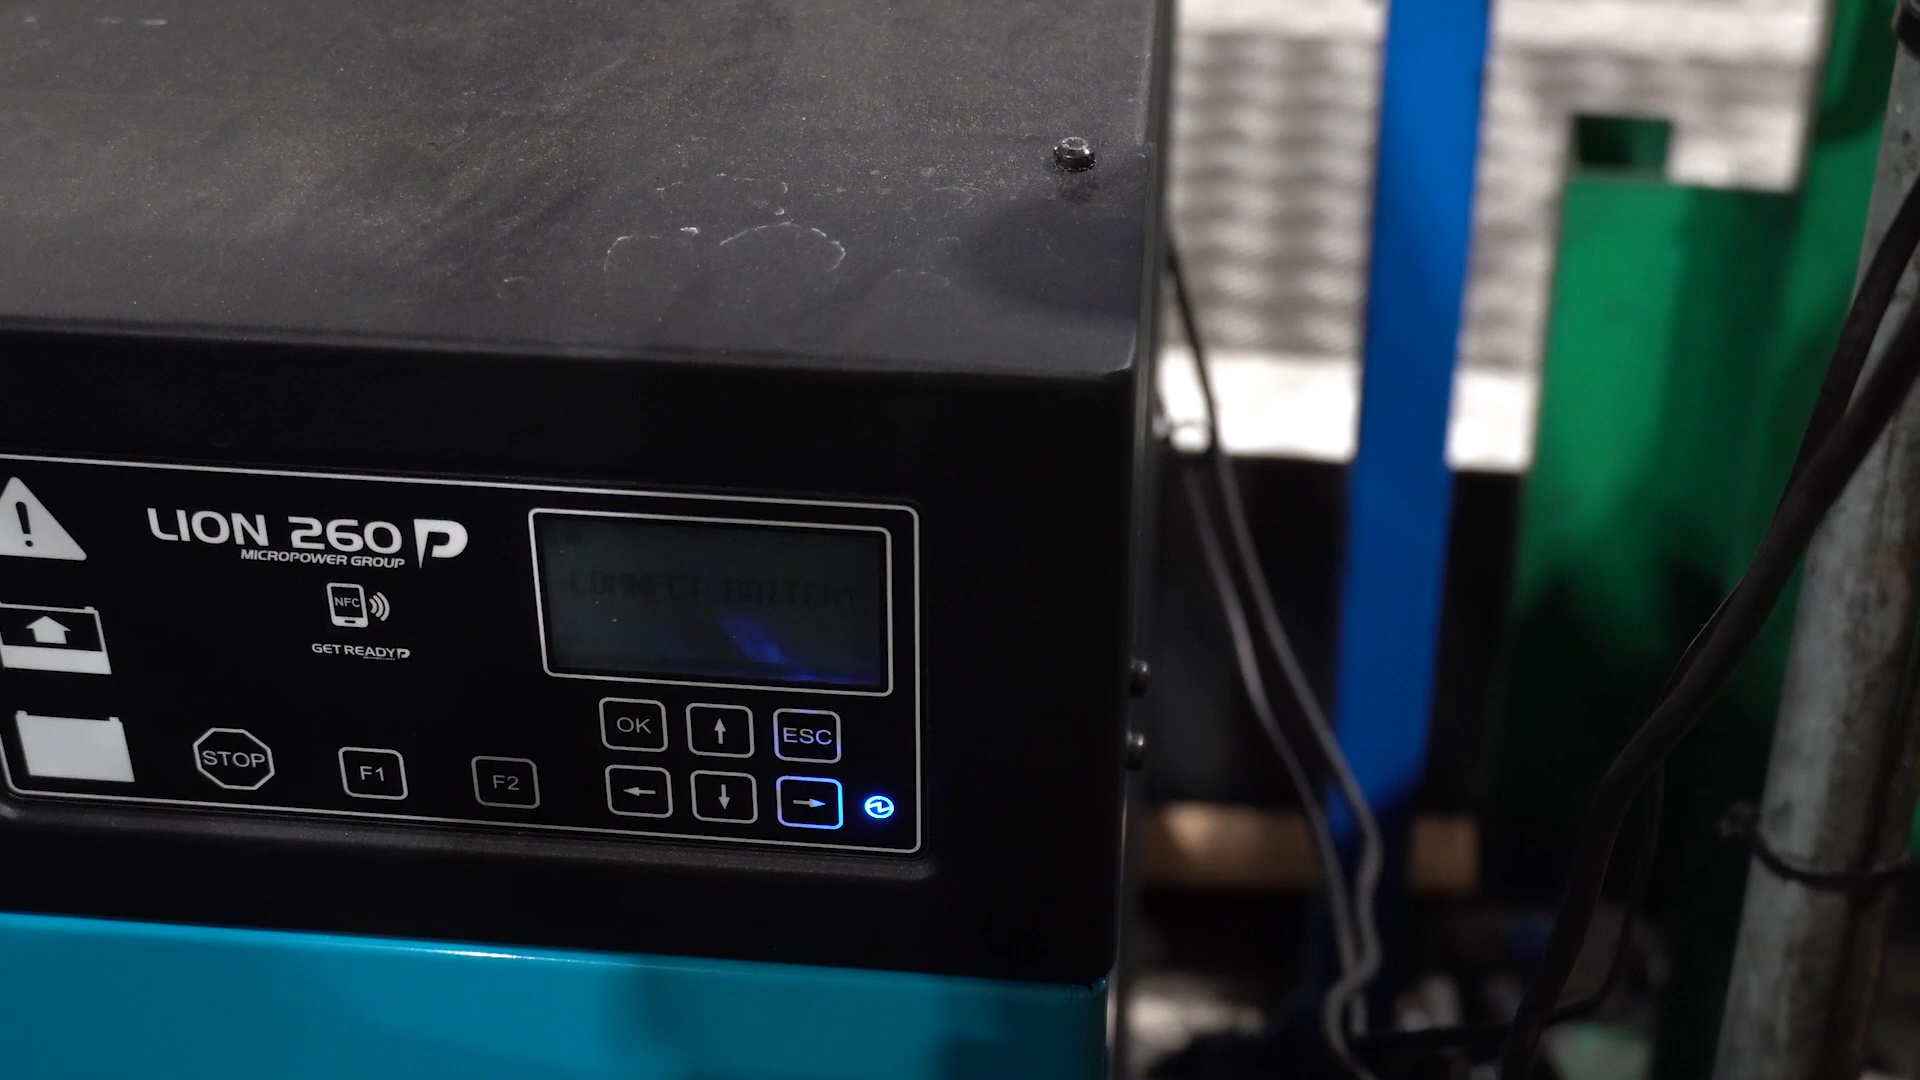 LION 260 P
MICROPOWER GROUP
NFC
GET READY P
CONNECT BATTERY
OK
ESC
STOP
F1
F2